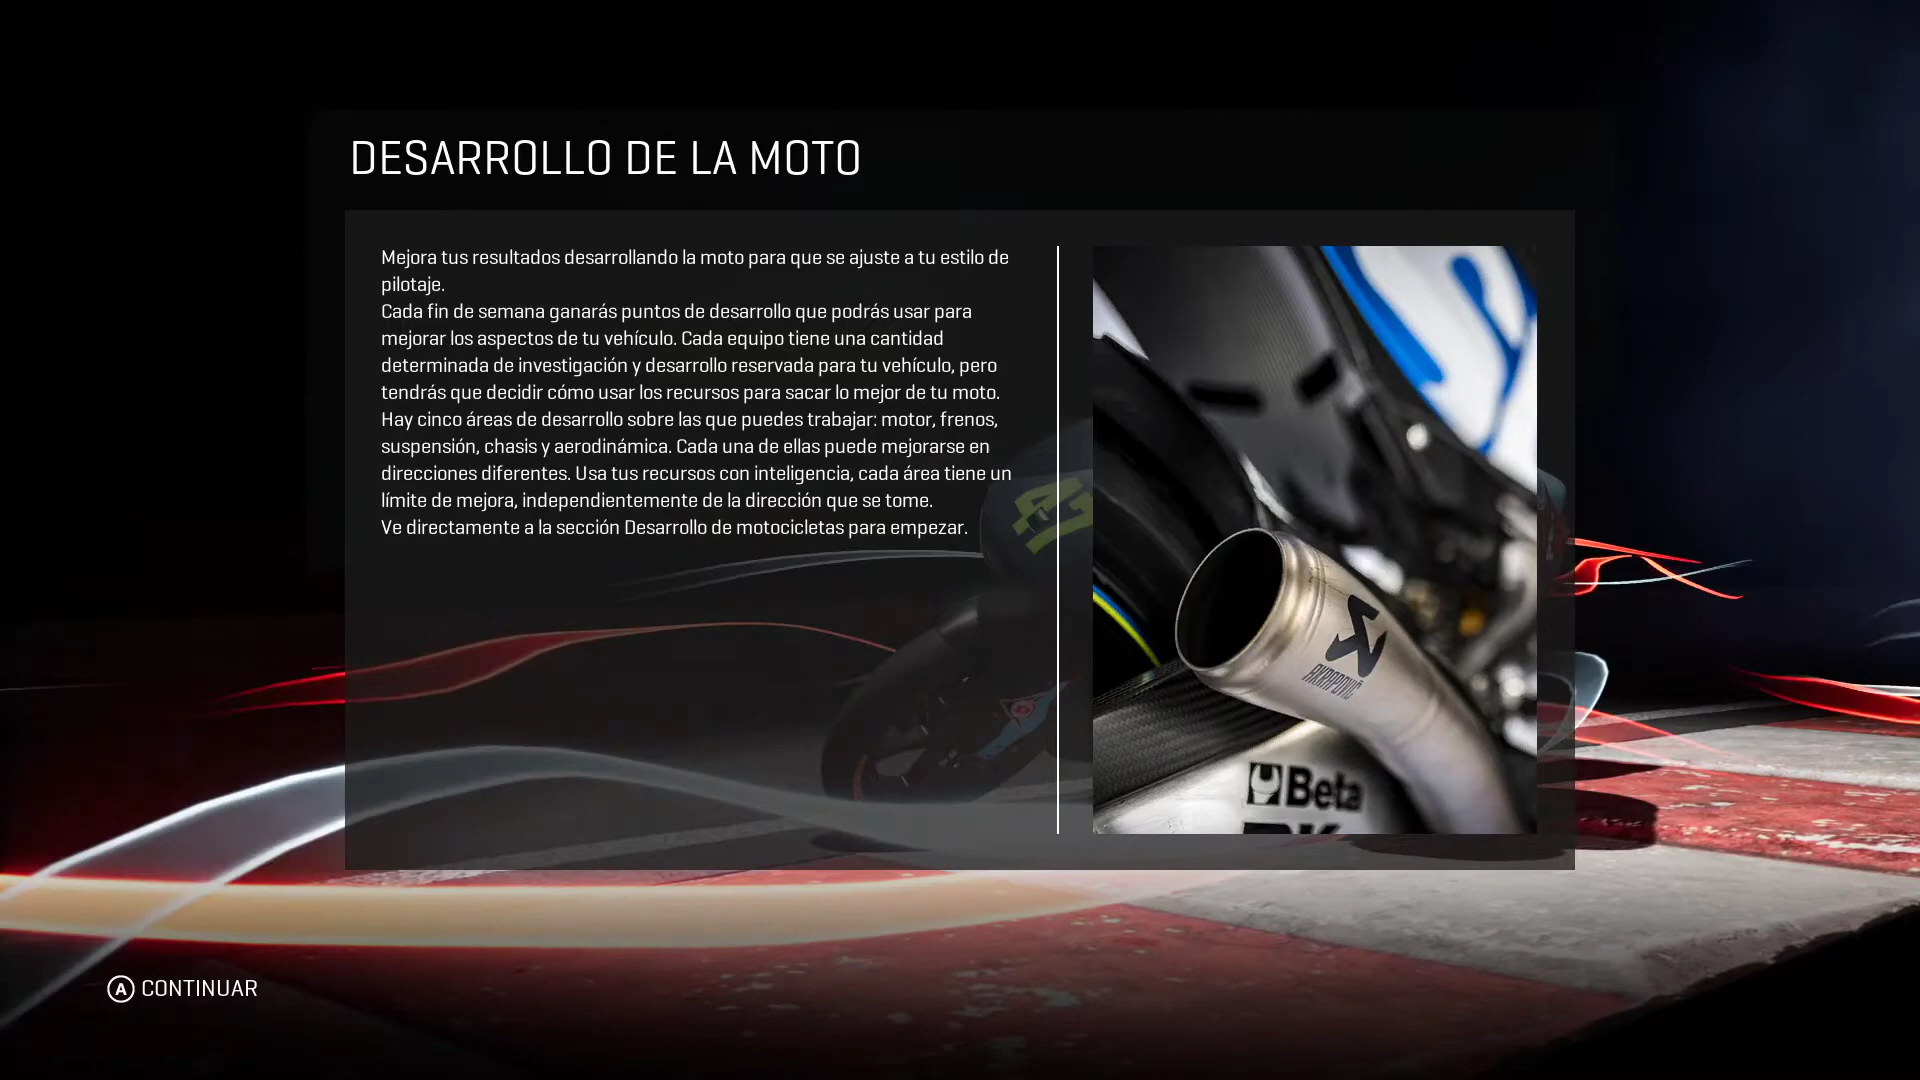 DESARROLLO DE LA MOTO
Mejora tus resultados desarrollando la moto para que se ajuste a tu estilo de
pilotaje.
Cada fin de semana ganarás puntos de desarrollo que podrás usar para
mejorar los aspectos de tu vehículo. Cada equipo tiene una cantidad
determinada de investigación y desarrollo reservada para tu vehículo, pero
tendrás que decidir cómo usar los recursos para sacar lo mejor de tu moto.
Hay cinco áreas de desarrollo sobre las que puedes trabajar: motor, frenos,
suspensión, chasis y aerodinámica. Cada una de ellas puede mejorarse en
direcciones diferentes. Usa tus recursos con inteligencia, cada área tiene un
límite de mejora, independientemente de la dirección que se tome.
Ve directamente a la sección Desarrollo de motocicletas para empezar.
AKRAPOVIČ
Beta
A CONTINUAR